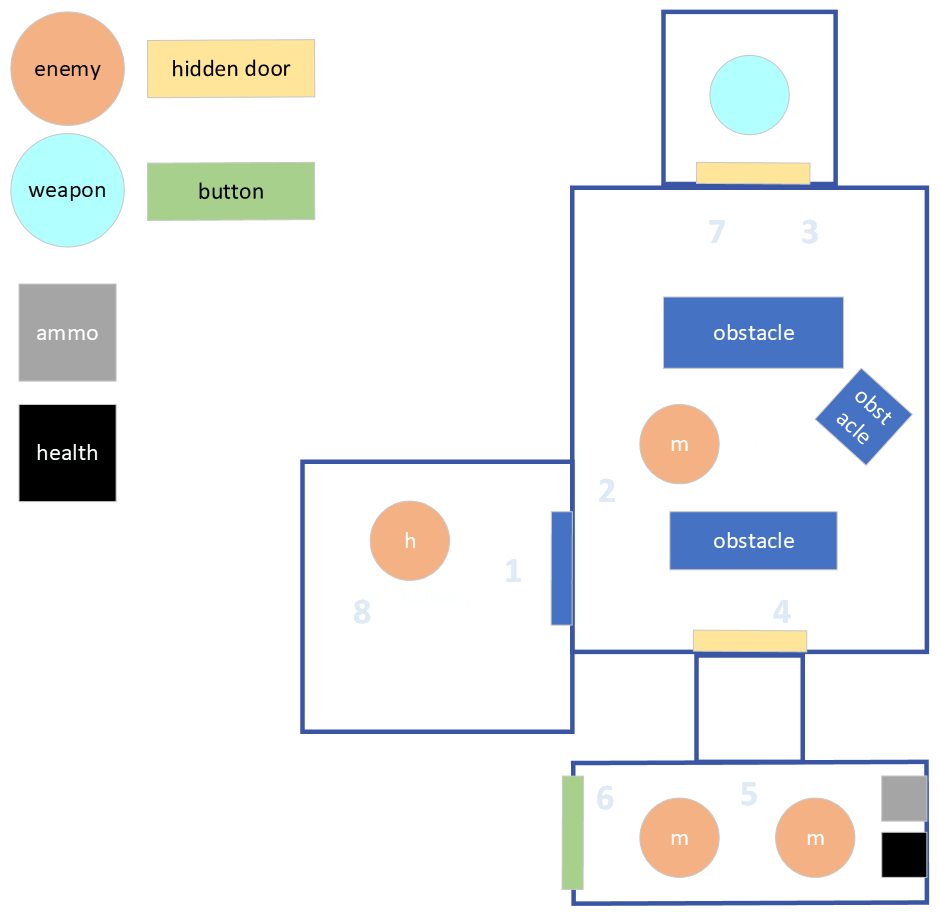 enemy
hidden door
weapon
button
ammo
health
7 3
obstacle
obst
acle
m
2
obstacle
h
1
8
4
6 5
m m